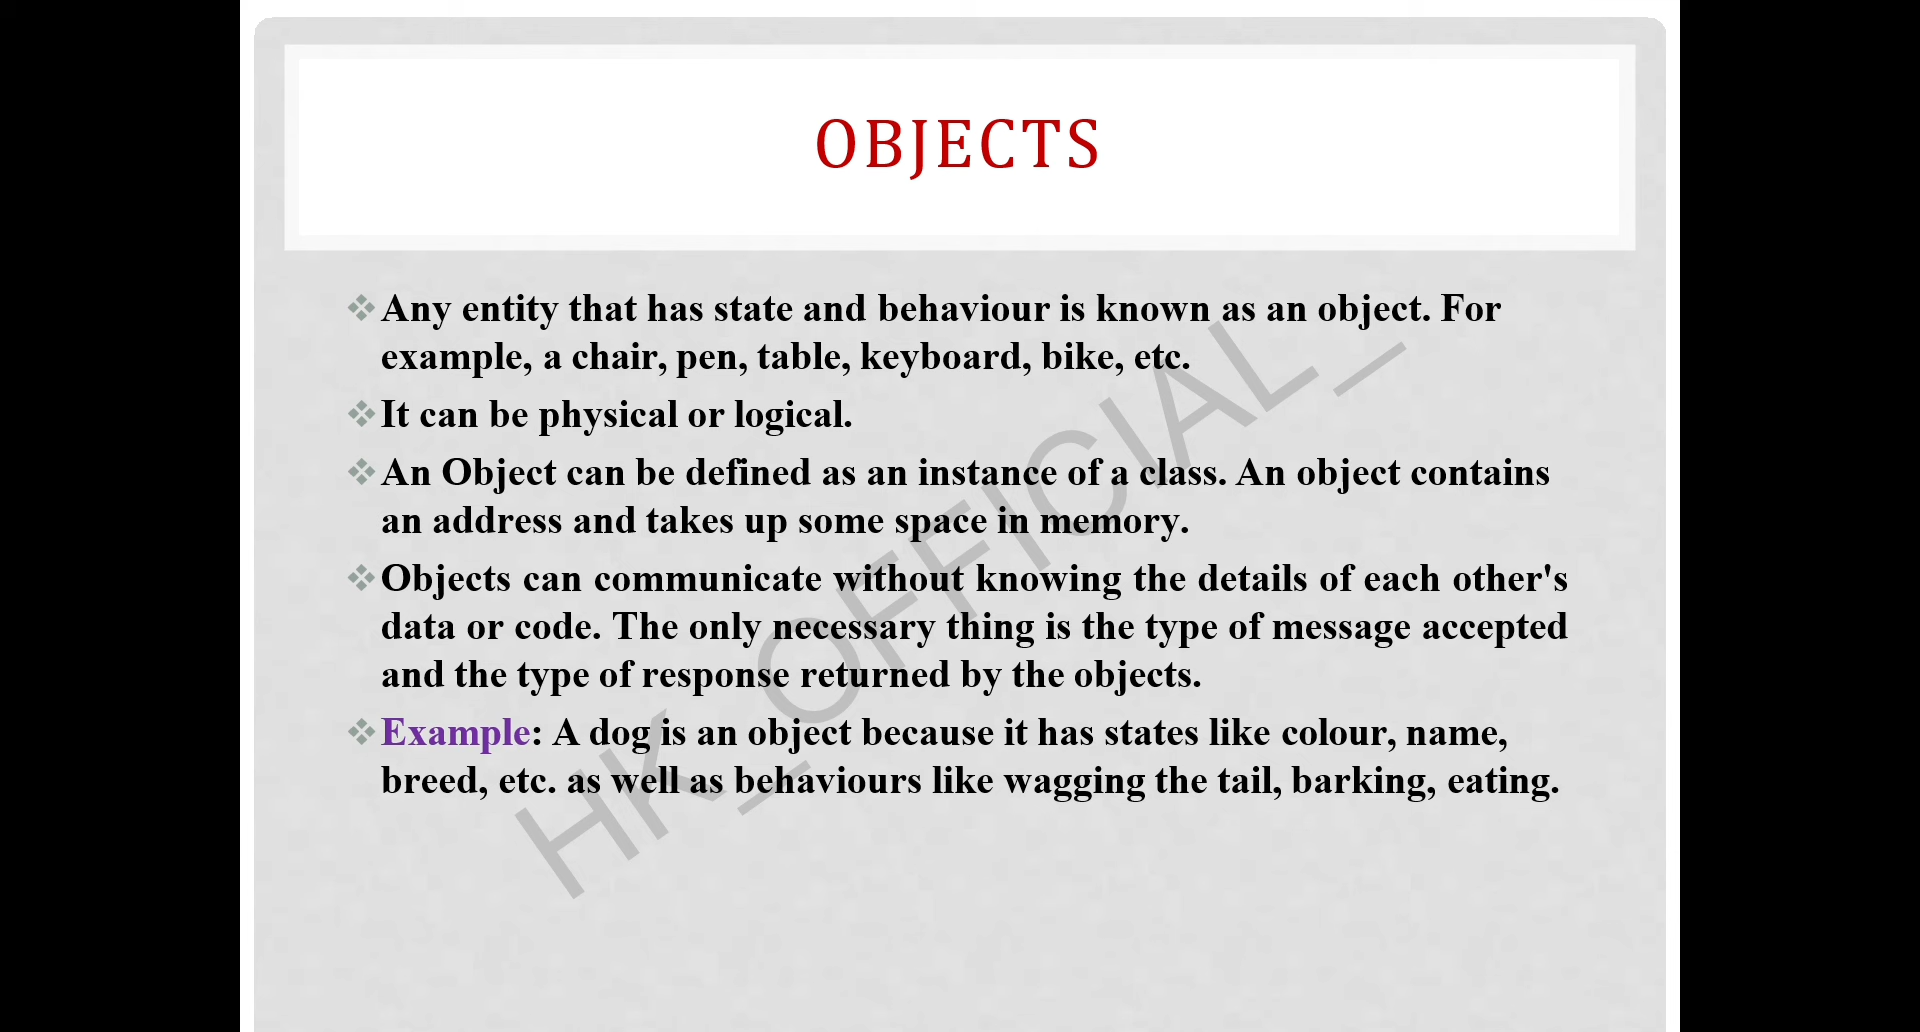 OBJECTS
Any entity that has state and behaviour is known as an object. For
example, a chair, pen, table, keyboard, bike, etc.
It can be physical or logical.
An Object can be defined as an instance of a class. An object contains
an address and takes up some space in memory.
Objects can communicate without knowing the details of each other's
data or code. The only necessary thing is the type of message accepted
and the type of response returned by the objects.
Example: A dog is an object because it has states like colour, name,
breed, etc. as well as behaviours like wagging the tail, barking, eating.
HK_OFFICIAL_